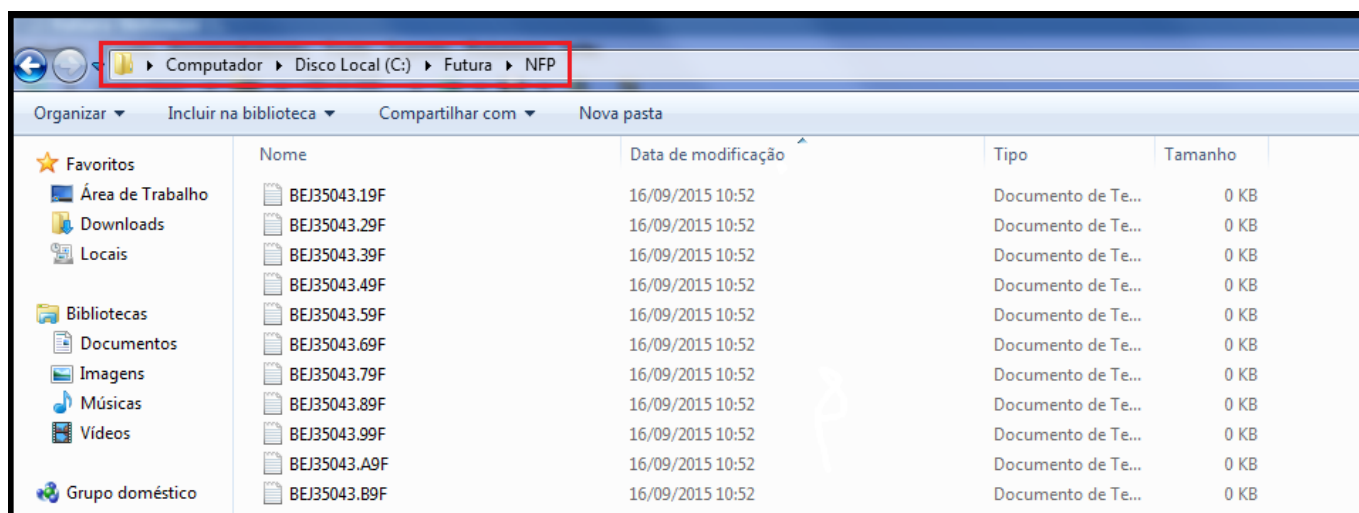 Computador Disco Local (C:) Futura NFP
Organizar Incluir na biblioteca Compartilhar com Nova pasta
Nome Data de modificação Tipo Tamanho
Favoritos
Área de Trabalho
Downloads
Locais
Bibliotecas
Documentos
Imagens
Músicas
Vídeos
Grupo doméstico
BEJ35043.19F 16/09/2015 10:52 Documento de Te... 0 KB
BEJ35043.29F 16/09/2015 10:52 Documento de Te... 0 KB
BEJ35043.39F 16/09/2015 10:52 Documento de Te... 0 KB
BEJ35043.49F 16/09/2015 10:52 Documento de Te... 0 KB
BEJ35043.59F 16/09/2015 10:52 Documento de Te... 0 KB
BEJ35043.69F 16/09/2015 10:52 Documento de Te... 0 KB
BEJ35043.79F 16/09/2015 10:52 Documento de Te... 0 KB
BEJ35043.89F 16/09/2015 10:52 Documento de Te... 0 KB
BEJ35043.99F 16/09/2015 10:52 Documento de Te... 0 KB
BEJ35043.A9F 16/09/2015 10:52 Documento de Te... 0 KB
BEJ35043.B9F 16/09/2015 10:52 Documento de Te... 0 KB